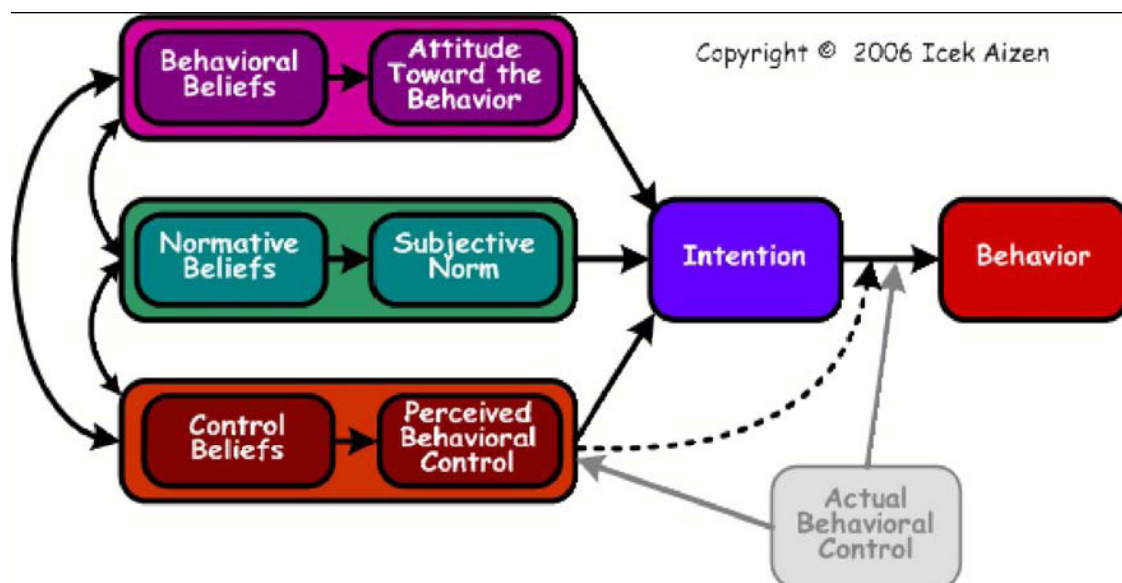 Behavioral
Beliefs
Attitude
Toward the
Behavior
Copyright © 2006 Icek Aizen
Normative
Beliefs
Subjective
Norm
Intention
Behavior
Control
Beliefs
Perceived
Behavioral
Control
Actual
Behavioral
Control